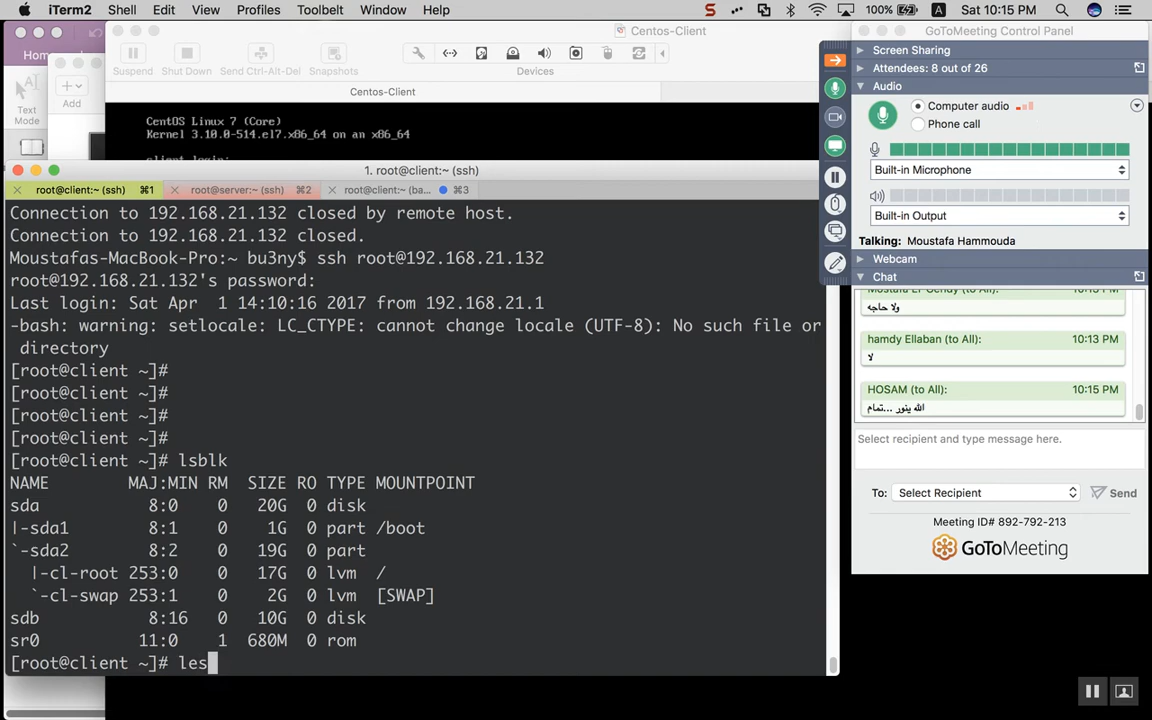 iTerm2 Shell Edit View Profiles Toolbelt Window Help
100% A Sat 10:15 PM
Centos-Client
GoToMeeting Control Panel
Suspend Shut Down Send Ctrl-Alt-Del Snapshots Devices
Add
Text
Mode
Centos-Client
CentOS Linux 7 (Core)
Kernel 3.10.0-514.el7.x86_64 on an x86_64
client login:
1. root@client:~ (ssh)
root@client:~ (ssh) ⌘1 root@server:~ (ssh) ⌘2 root@client:~ (ba... ⌘3
Connection to 192.168.21.132 closed by remote host.
Connection to 192.168.21.132 closed.
Moustafas-MacBook-Pro:~ bu3ny$ ssh root@192.168.21.132
root@192.168.21.132's password:
Last login: Sat Apr  1 14:10:16 2017 from 192.168.21.1
-bash: warning: setlocale: LC_CTYPE: cannot change locale (UTF-8): No such file or
 directory
[root@client ~]#
[root@client ~]#
[root@client ~]#
[root@client ~]#
[root@client ~]# lsblk
NAME        MAJ:MIN RM  SIZE RO TYPE MOUNTPOINT
sda           8:0    0   20G  0 disk
|-sda1        8:1    0    1G  0 part /boot
`-sda2        8:2    0   19G  0 part
  |-cl-root 253:0    0   17G  0 lvm  /
  `-cl-swap 253:1    0    2G  0 lvm  [SWAP]
sdb           8:16   0   10G  0 disk
sr0          11:0    1  680M  0 rom
[root@client ~]# les
Screen Sharing
Attendees: 8 out of 26
Audio
Computer audio
Phone call
Built-in Microphone
Built-in Output
Talking: Moustafa Hammouda
Webcam
Chat
ولا حاجه
hamdy Ellaban (to All): 10:13 PM
لا
HOSAM (to All): 10:15 PM
الله ينور ...تمام
Select recipient and type message here.
To: Select Recipient Send
Meeting ID# 892-792-213
GoToMeeting